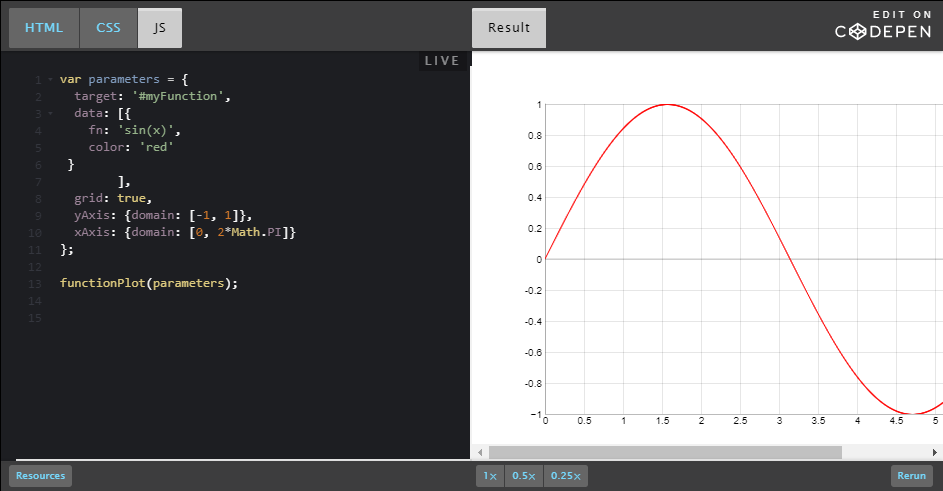 HTML CSS JS Result EDIT ON
CODEPEN
LIVE
1 var parameters = {
2 target: '#myFunction',
3 data: [{
4 fn: 'sin(x)',
5 color: 'red'
6 }
7 ],
8 grid: true,
9 yAxis: {domain: [-1, 1]},
10 xAxis: {domain: [0, 2*Math.PI]}
11 };
12
13 functionPlot(parameters);
14
15
1
0.8
0.6
0.4
0.2
0
-0.2
-0.4
-0.6
-0.8
−1
0 0.5 1 1.5 2 2.5 3 3.5 4 4.5 5
Resources 1× 0.5× 0.25× Rerun